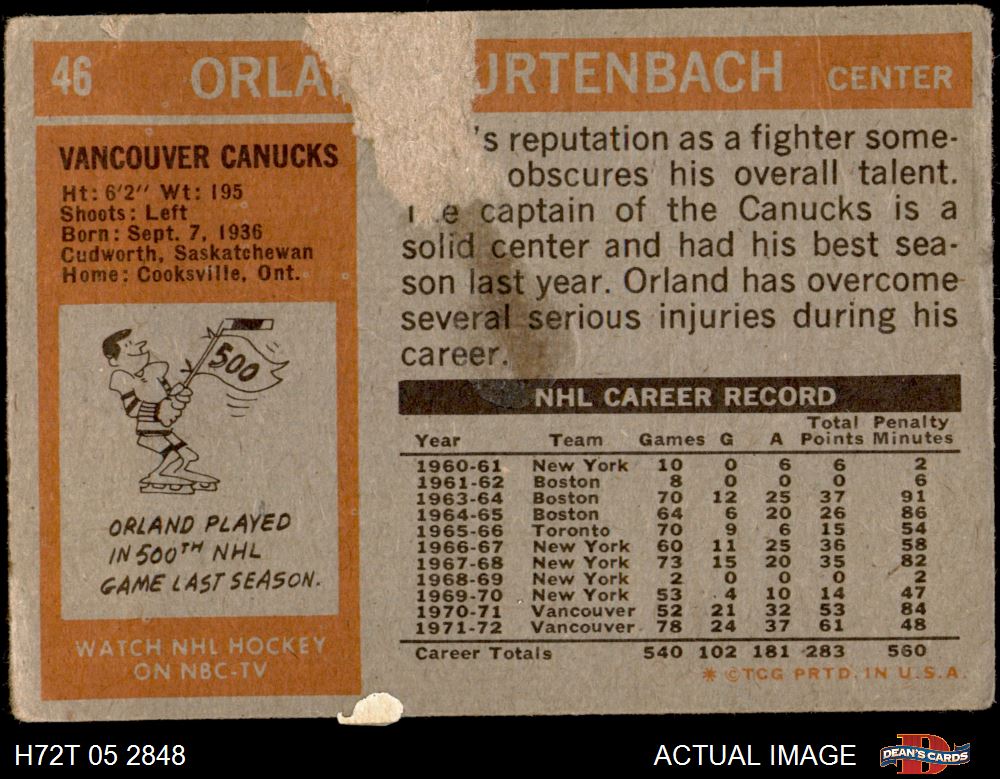 46 ORLA URTENBACH CENTER
VANCOUVER CANUCKS
Ht: 6'2" Wt: 195
Shoots: Left
Born: Sept. 7, 1936
Cudworth, Saskatchewan
Home: Cooksville, Ont.
500
ORLAND PLAYED
IN 500TH NHL
GAME LAST SEASON.
WATCH NHL HOCKEY
ON NBC-TV
's reputation as a fighter some-
obscures his overall talent.
captain of the Canucks is a
solid center and had his best sea-
son last year. Orland has overcome
several serious injuries during his
career.
NHL CAREER RECORD
Year Team Games G A Total Points Penalty Minutes
1960-61 New York 10 0 6 6 2
1961-62 Boston 8 0 0 0 6
1963-64 Boston 70 12 25 37 91
1964-65 Boston 64 6 20 26 86
1965-66 Toronto 70 9 6 15 54
1966-67 New York 60 11 25 36 58
1967-68 New York 73 15 20 35 82
1968-69 New York 2 0 0 0 2
1969-70 New York 53 4 10 14 47
1970-71 Vancouver 52 21 32 53 84
1971-72 Vancouver 78 24 37 61 48
Career Totals 540 102 181 283 560
* ©TCG PRTD. IN U.S.A.
H72T 05 2848 ACTUAL IMAGE DEAN'S CARDS